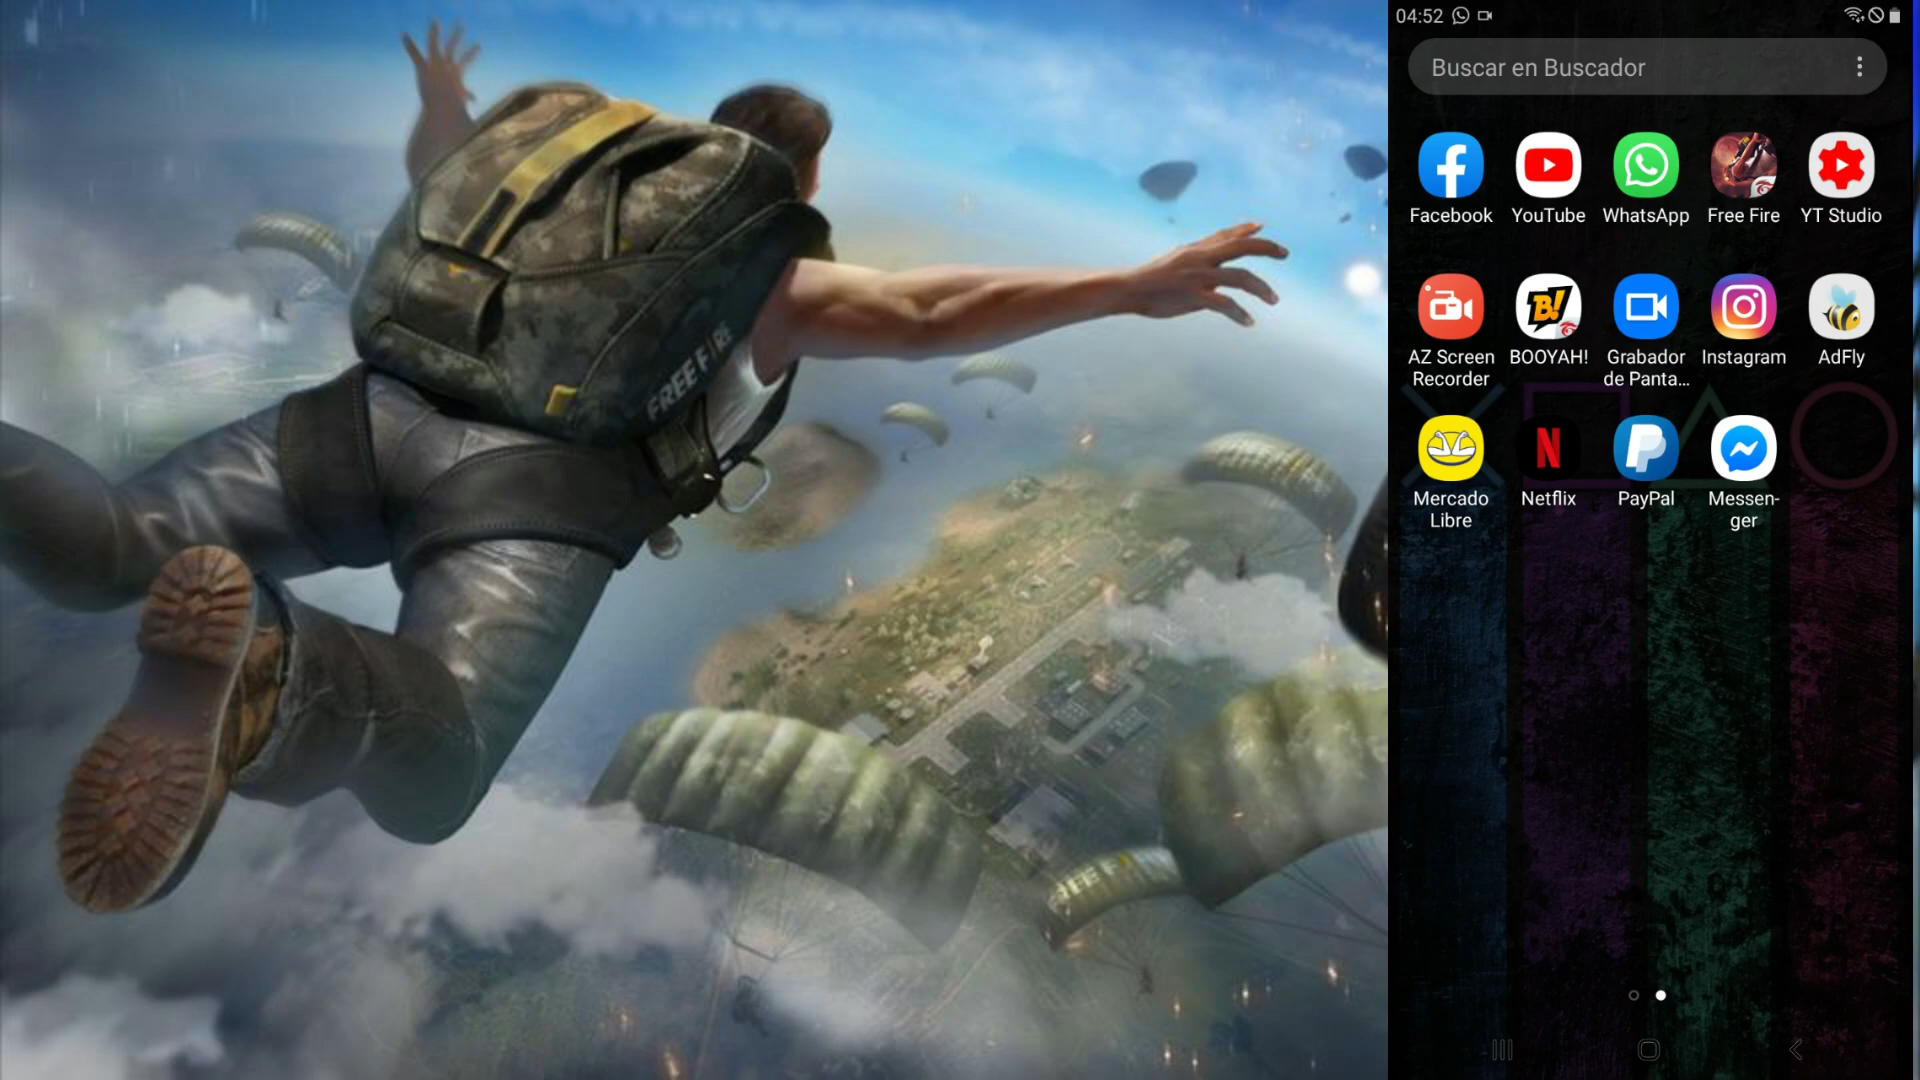 FREE FIRE
04:52
Buscar en Buscador
Facebook
YouTube
WhatsApp
Free Fire
YT Studio
B!
AZ Screen
Recorder
BOOYAH!
Grabador
de Panta...
Instagram
AdFly
N
Mercado
Libre
Netflix
PayPal
Messen-
ger